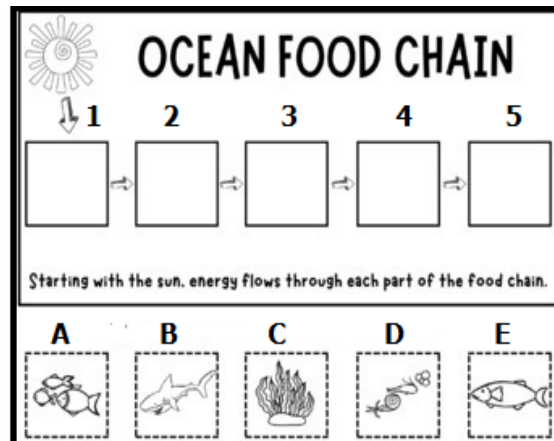 OCEAN FOOD CHAIN
1 2 3 4 5
Starting with the sun, energy flows through each part of the food chain.
A B C D E